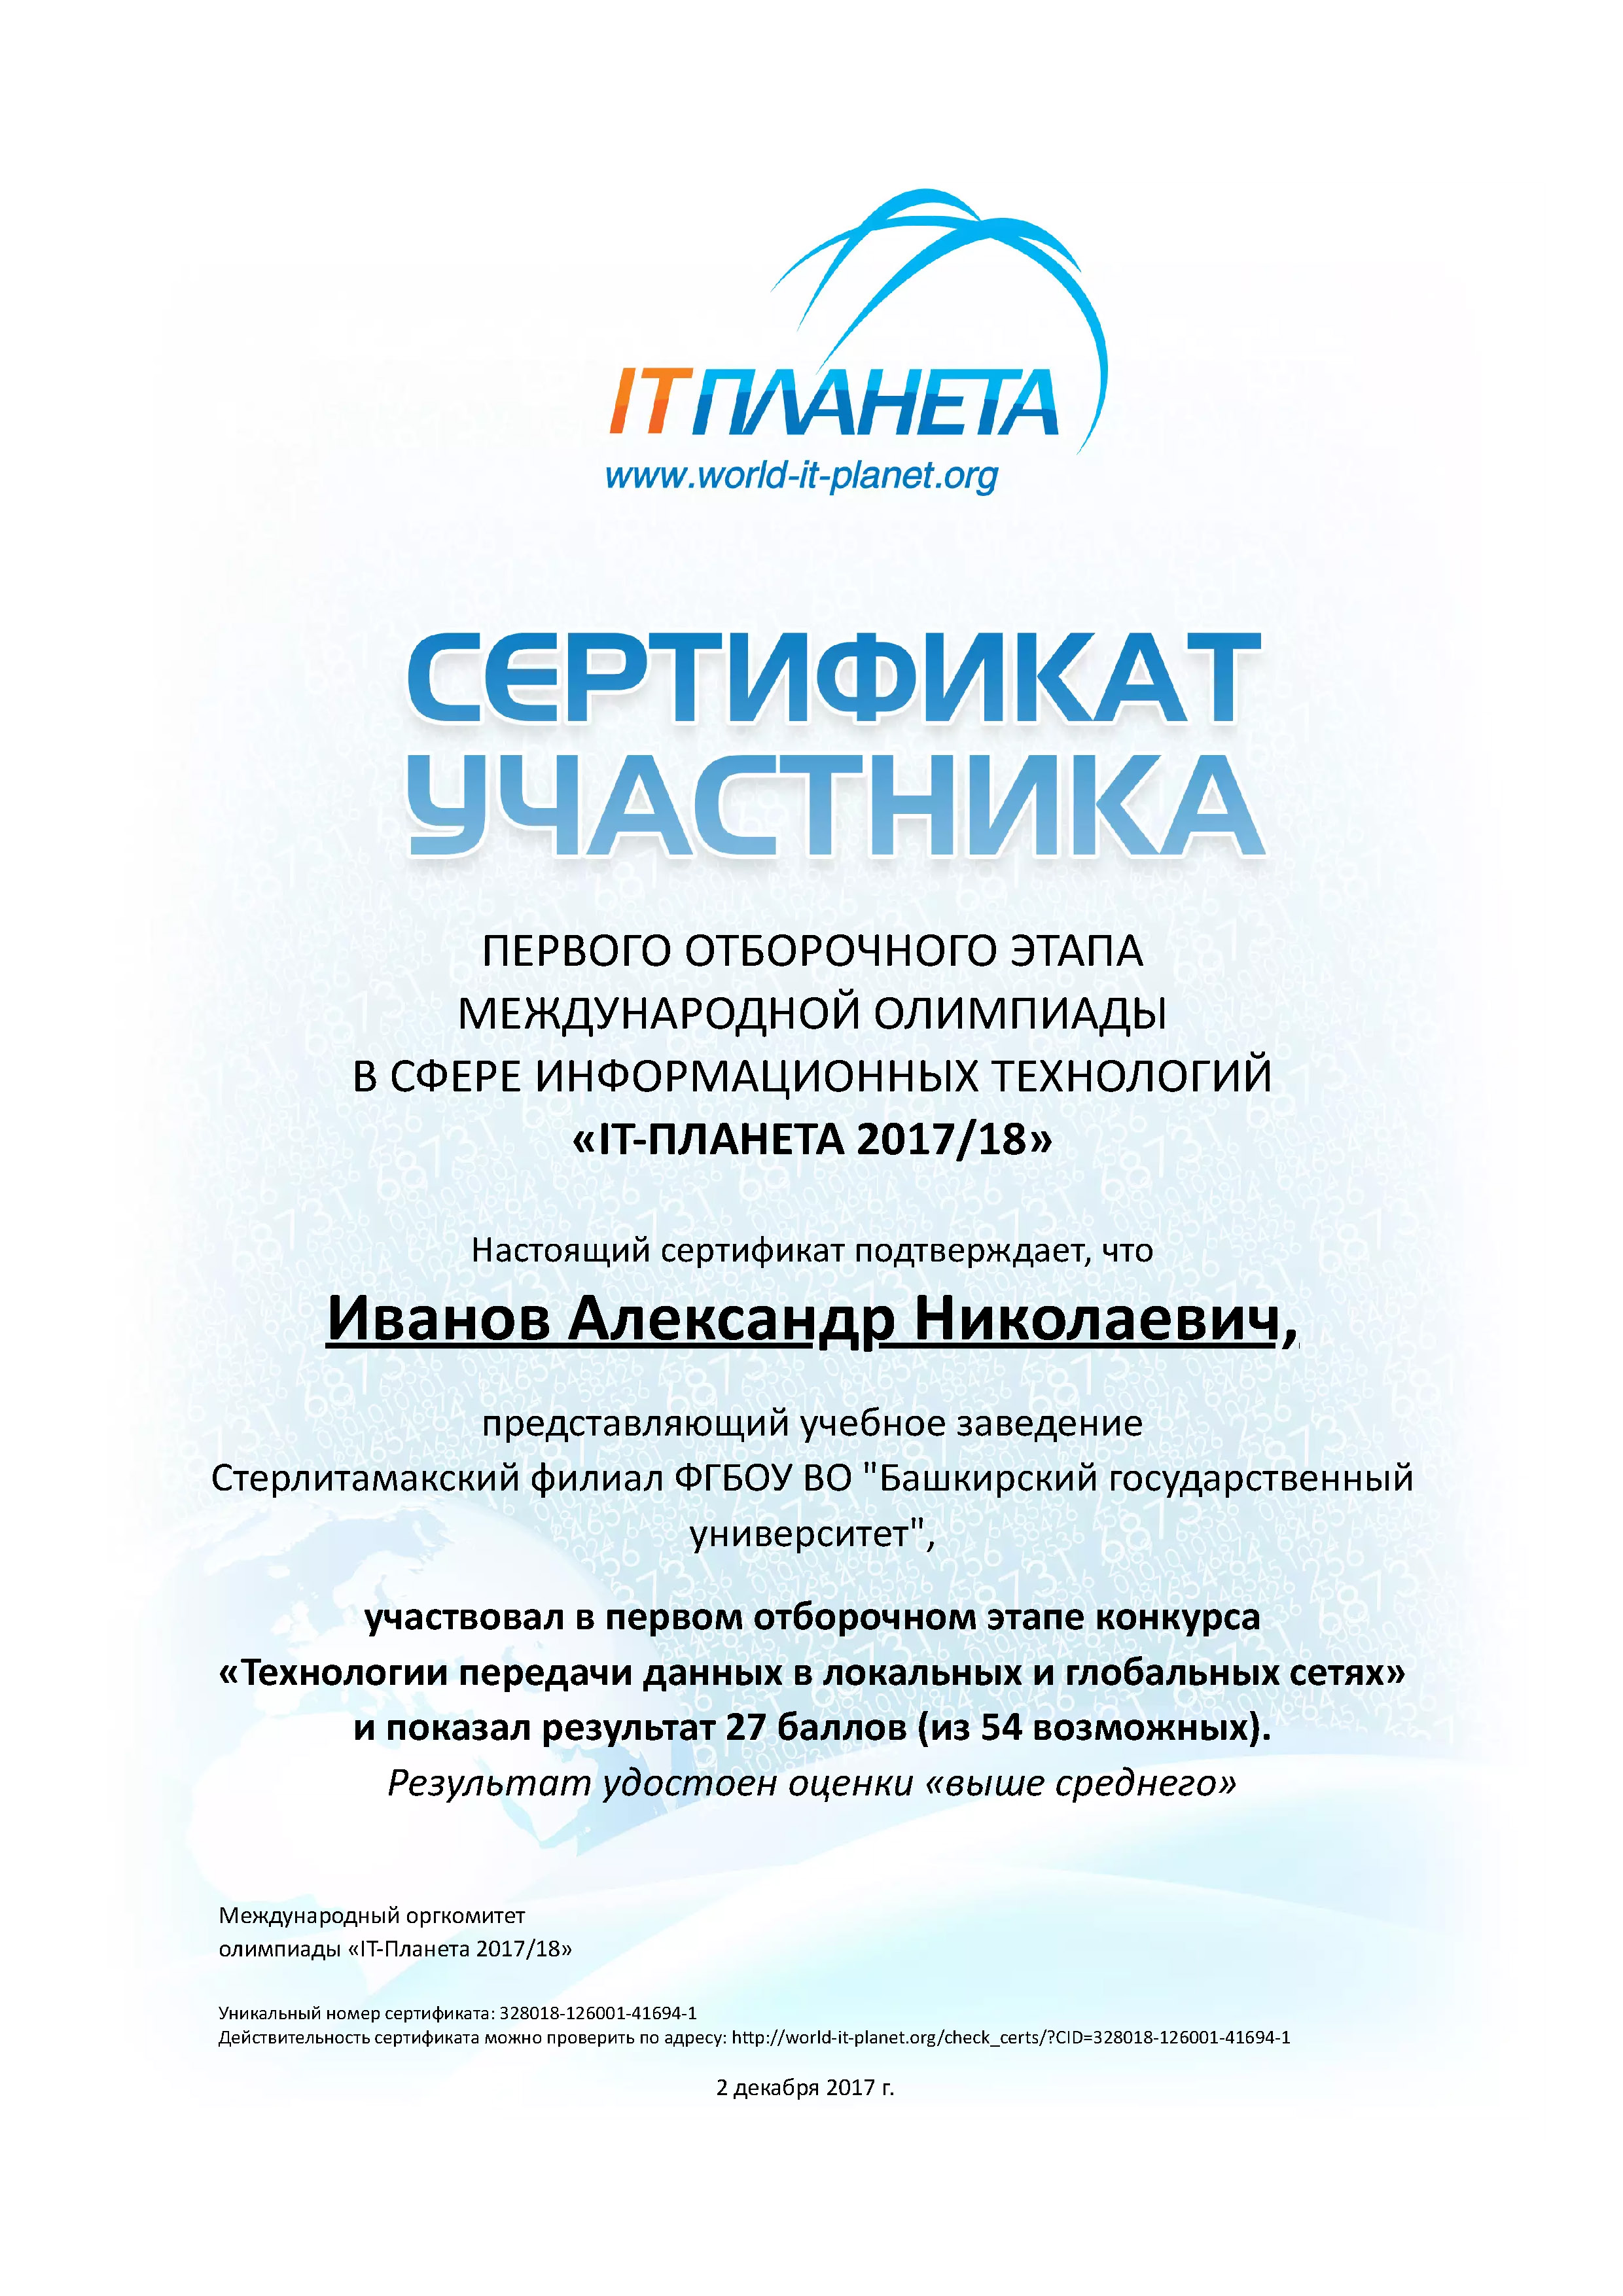 ITПЛАНЕТА
www.world-it-planet.org
СЕРТИФИКАТ
УЧАСТНИКА
ПЕРВОГО ОТБОРОЧНОГО ЭТАПА
МЕЖДУНАРОДНОЙ ОЛИМПИАДЫ
В СФЕРЕ ИНФОРМАЦИОННЫХ ТЕХНОЛОГИЙ
«IT-ПЛАНЕТА 2017/18»
Настоящий сертификат подтверждает, что
Иванов Александр Николаевич,
представляющий учебное заведение
Стерлитамакский филиал ФГБОУ ВО "Башкирский государственный
университет",
участвовал в первом отборочном этапе конкурса
«Технологии передачи данных в локальных и глобальных сетях»
и показал результат 27 баллов (из 54 возможных).
Результат удостоен оценки «выше среднего»
Международный оргкомитет
олимпиады «IT-Планета 2017/18»
Уникальный номер сертификата: 328018-126001-41694-1
Действительность сертификата можно проверить по адресу: http://world-it-planet.org/check_certs/?CID=328018-126001-41694-1
2 декабря 2017 г.